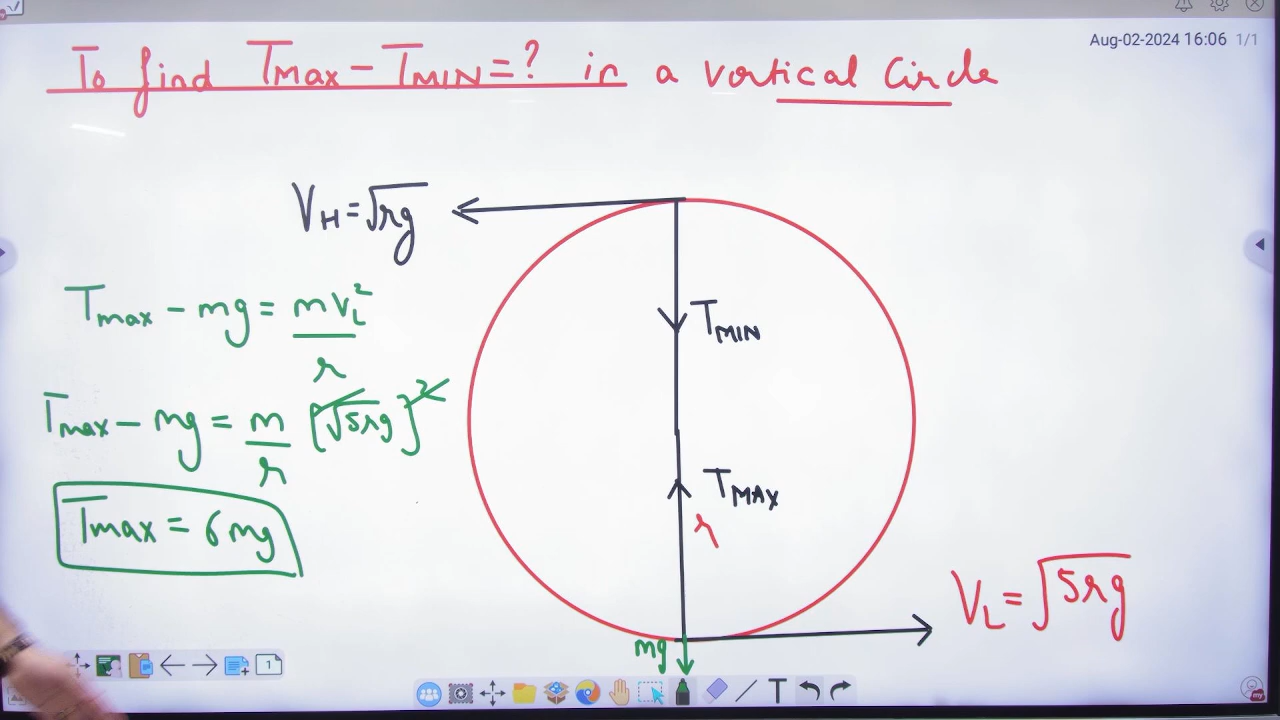 Aug-02-2024 16:06 1/1
To find TMax - TMIN = ? in a Vertical Circle
VH = √rg
Tmax - mg = mVL²/r
TMIN
Tmax - mg = m/r [√5rg]²
TMAX
r
Tmax = 6mg
VL = √5rg
mg
1
T